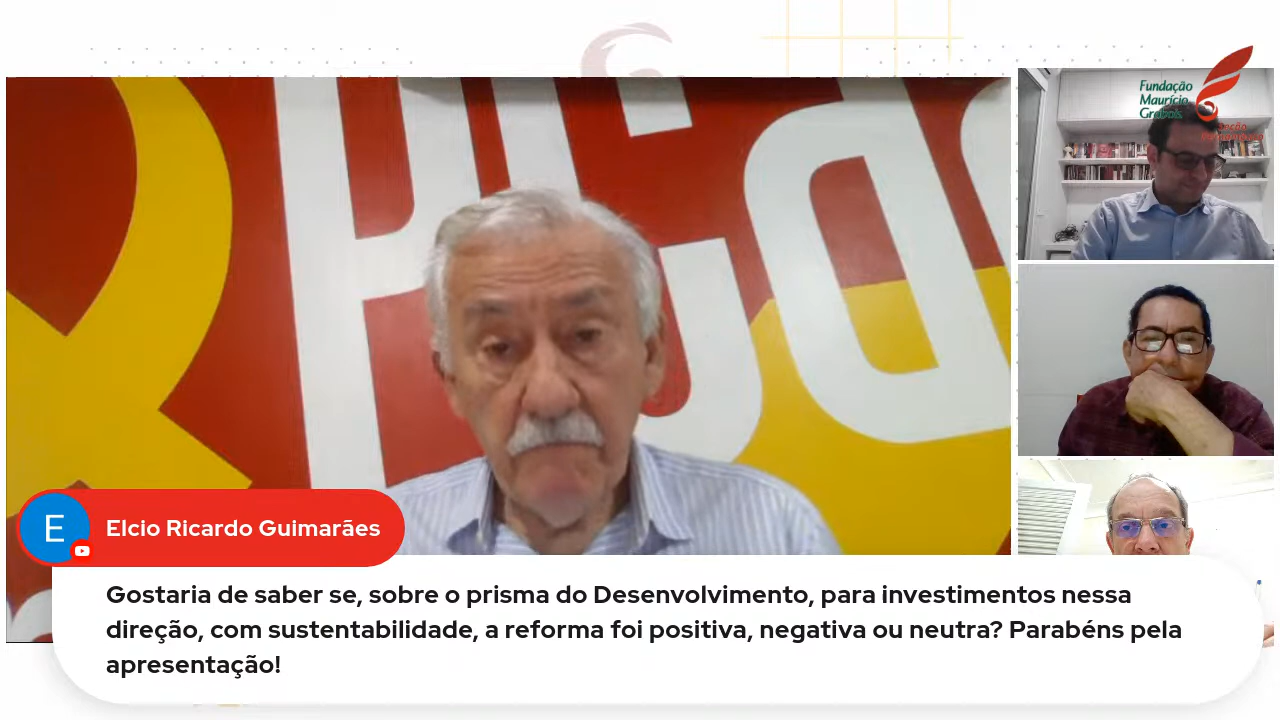 PCdo
Fundação
Maurício
Grabois
E
Elcio Ricardo Guimarães
Gostaria de saber se, sobre o prisma do Desenvolvimento, para investimentos nessa
direção, com sustentabilidade, a reforma foi positiva, negativa ou neutra? Parabéns pela
apresentação!